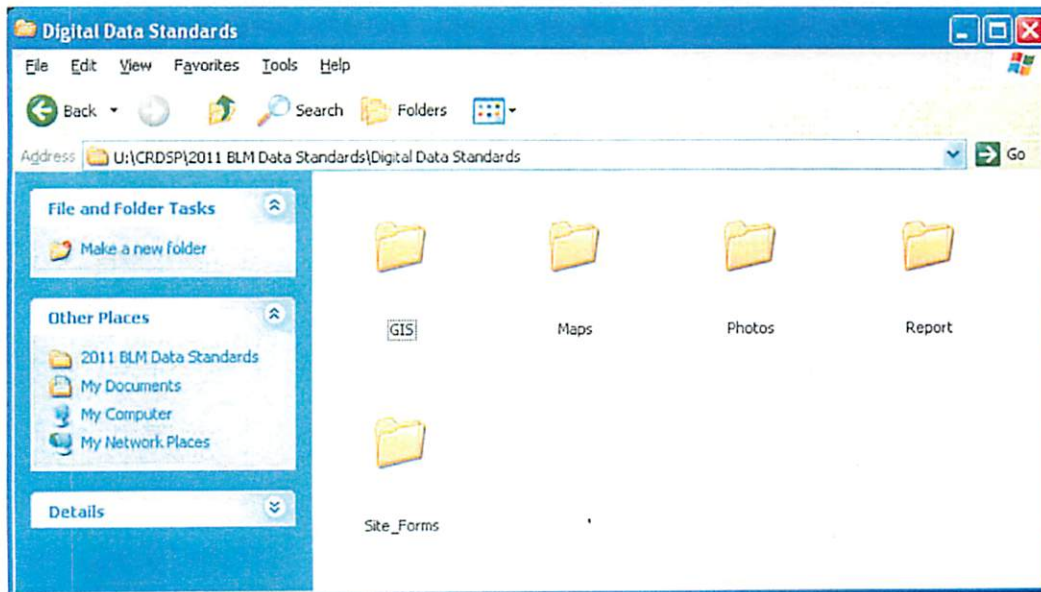 Digital Data Standards
File Edit View Favorites Tools Help
Back Search Folders
Address U:\CRDSP\2011 BLM Data Standards\Digital Data Standards Go
File and Folder Tasks
Make a new folder
Other Places
2011 BLM Data Standards
My Documents
My Computer
My Network Places
Details
GIS Maps Photos Report
Site_Forms